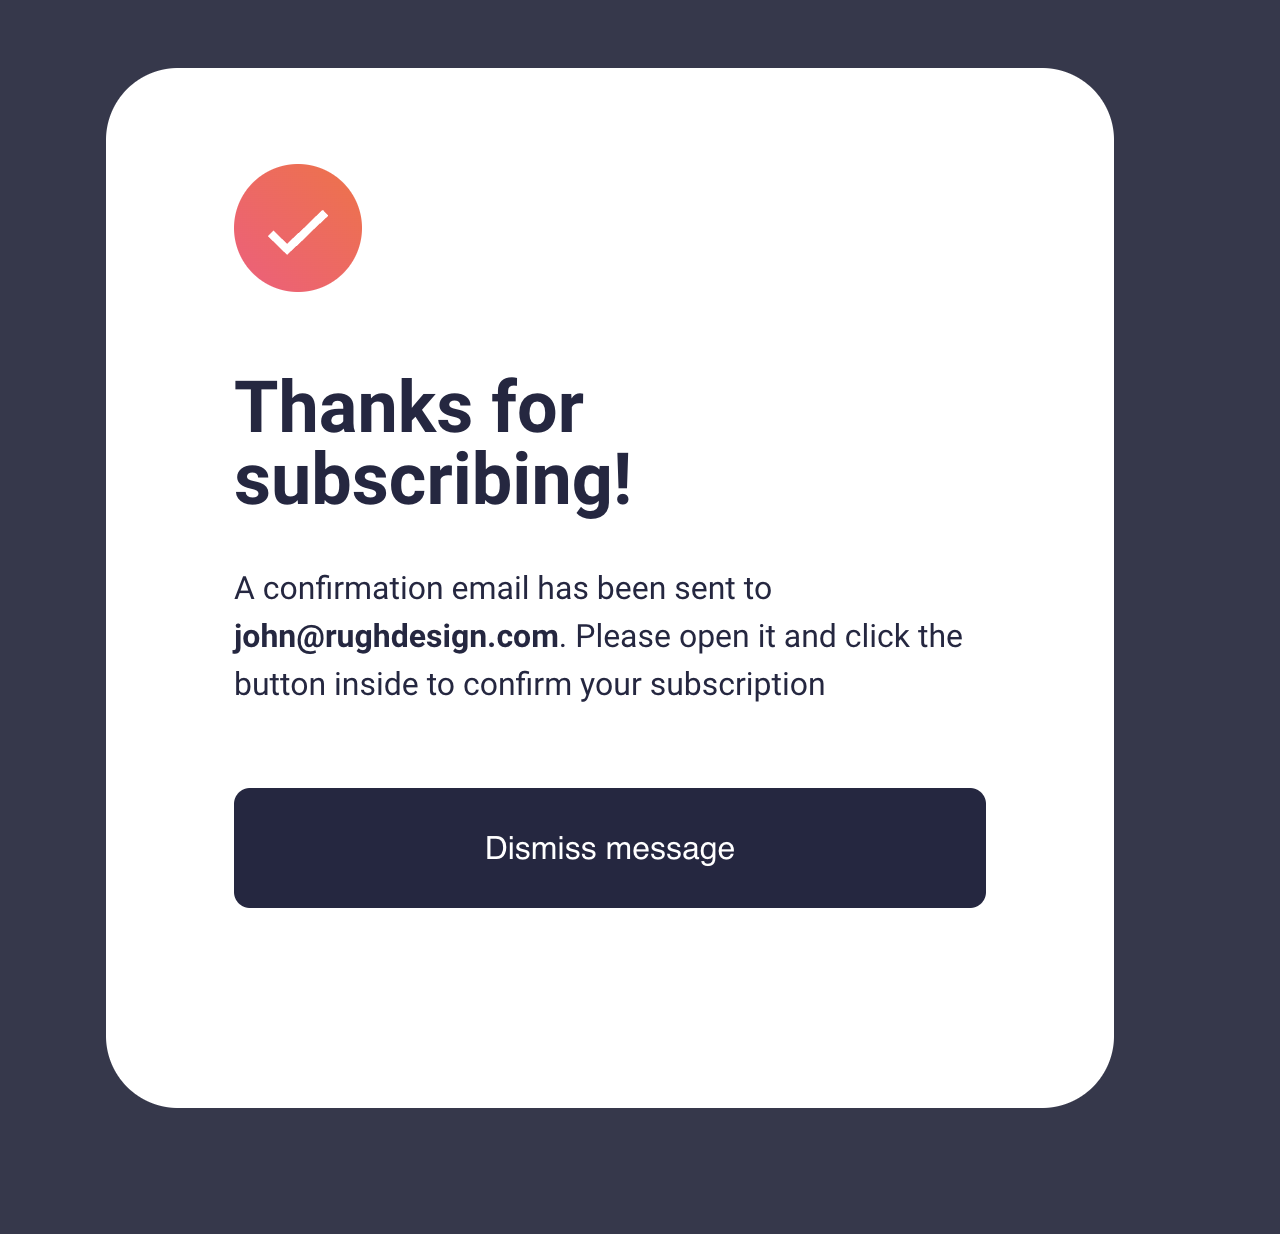 Thanks for
subscribing!
A confirmation email has been sent to
john@rughdesign.com. Please open it and click the
button inside to confirm your subscription
Dismiss message